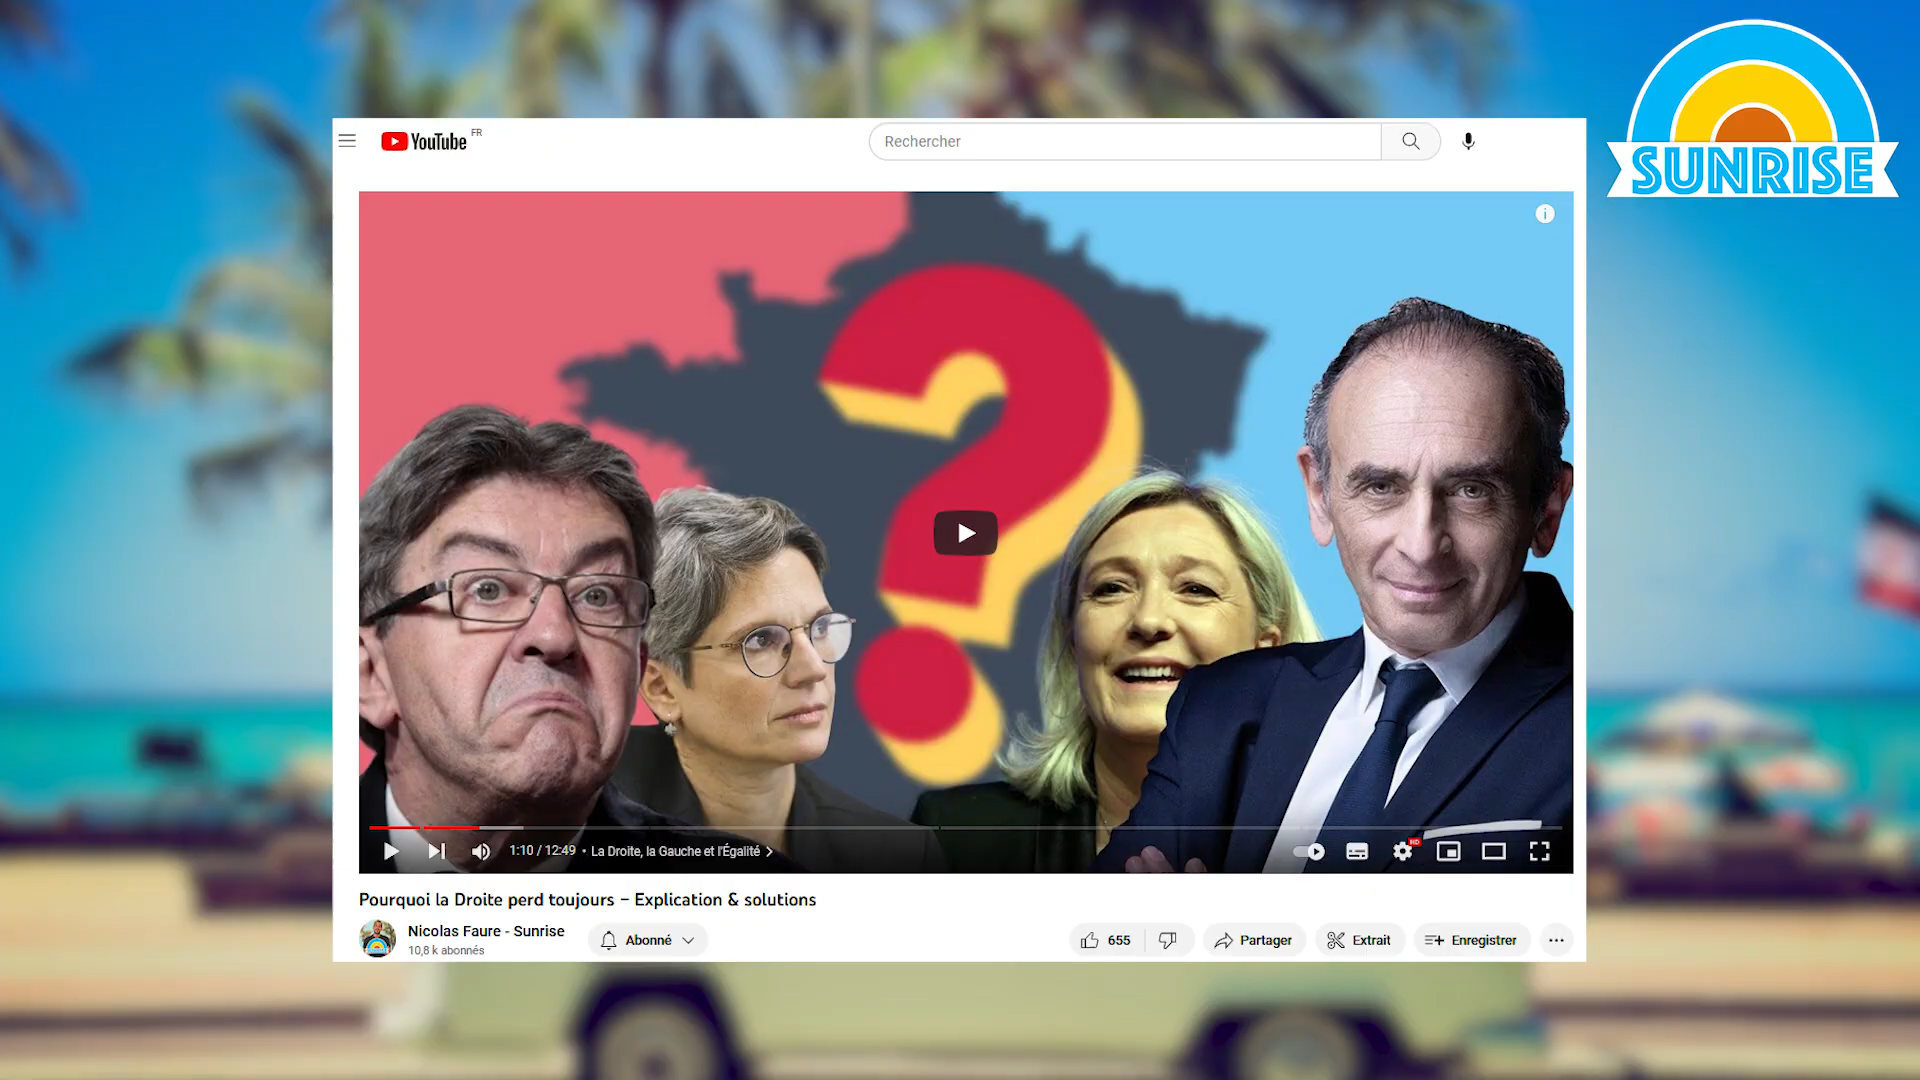 SUNRISE
YouTube FR
Rechercher
?
1:10 / 12:49 • La Droite, la Gauche et l'Égalité
HD
Pourquoi la Droite perd toujours – Explication & solutions
Nicolas Faure - Sunrise
10,8 k abonnés
Abonné
655
Partager
Extrait
Enregistrer